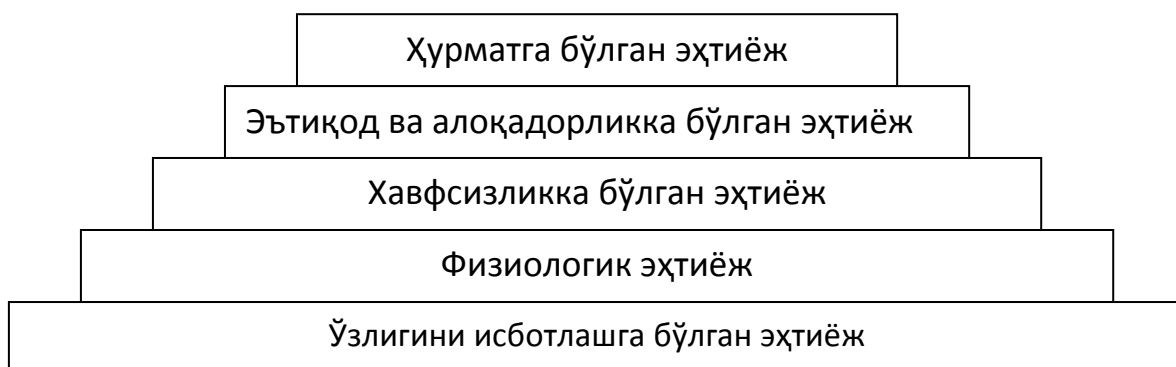 Ҳурматга бўлган эҳтиёж
Эътиқод ва алоқадорликка бўлган эҳтиёж
Хавфсизликка бўлган эҳтиёж
Физиологик эҳтиёж
Ўзлигини исботлашга бўлган эҳтиёж